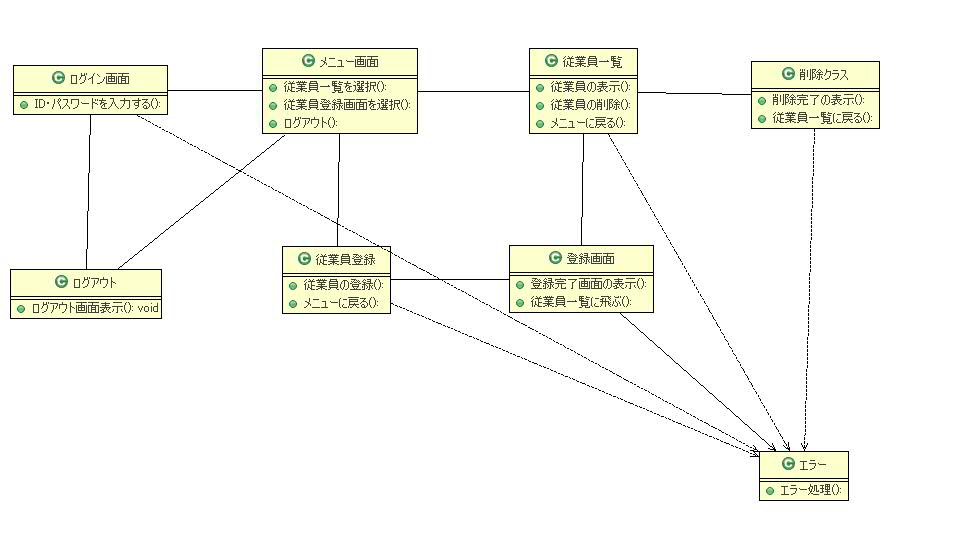 C ログイン画面
ID・パスワードを入力する():
C メニュー画面
従業員一覧を選択():
従業員登録画面を選択():
ログアウト():
C 従業員一覧
従業員の表示():
従業員の削除():
メニューに戻る():
C 削除クラス
削除完了の表示():
従業員一覧に戻る():
C ログアウト
ログアウト画面表示(): void
C 従業員登録
従業員の登録():
メニューに戻る():
C 登録画面
登録完了画面の表示():
従業員一覧に飛ぶ():
C エラー
エラー処理():